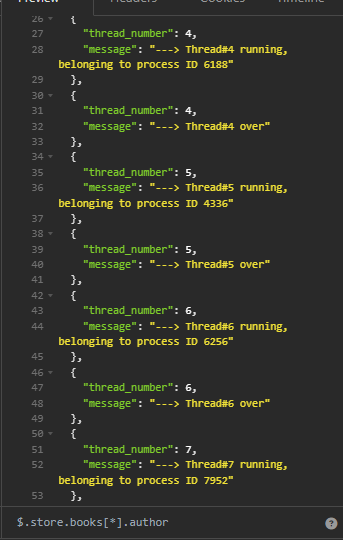 Preview Headers Cookies Timeline
26 {
27 "thread_number": 4,
28 "message": "---> Thread#4 running,
belonging to process ID 6188"
29 },
30 {
31 "thread_number": 4,
32 "message": "---> Thread#4 over"
33 },
34 {
35 "thread_number": 5,
36 "message": "---> Thread#5 running,
belonging to process ID 4336"
37 },
38 {
39 "thread_number": 5,
40 "message": "---> Thread#5 over"
41 },
42 {
43 "thread_number": 6,
44 "message": "---> Thread#6 running,
belonging to process ID 6256"
45 },
46 {
47 "thread_number": 6,
48 "message": "---> Thread#6 over"
49 },
50 {
51 "thread_number": 7,
52 "message": "---> Thread#7 running,
belonging to process ID 7952"
53 },
$.store.books[*].author ?